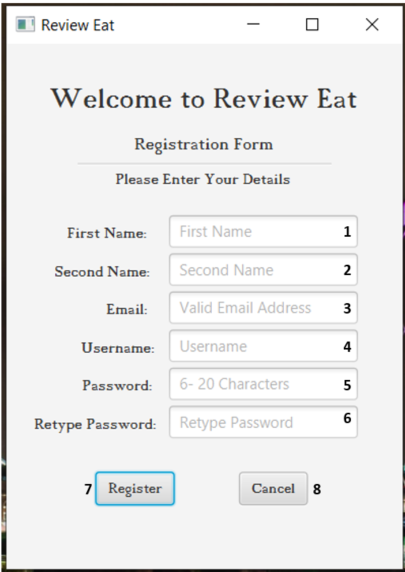 Review Eat
Welcome to Review Eat
Registration Form
Please Enter Your Details
First Name: First Name 1
Second Name: Second Name 2
Email: Valid Email Address 3
Username: Username 4
Password: 6- 20 Characters 5
Retype Password: Retype Password 6
7 Register Cancel 8